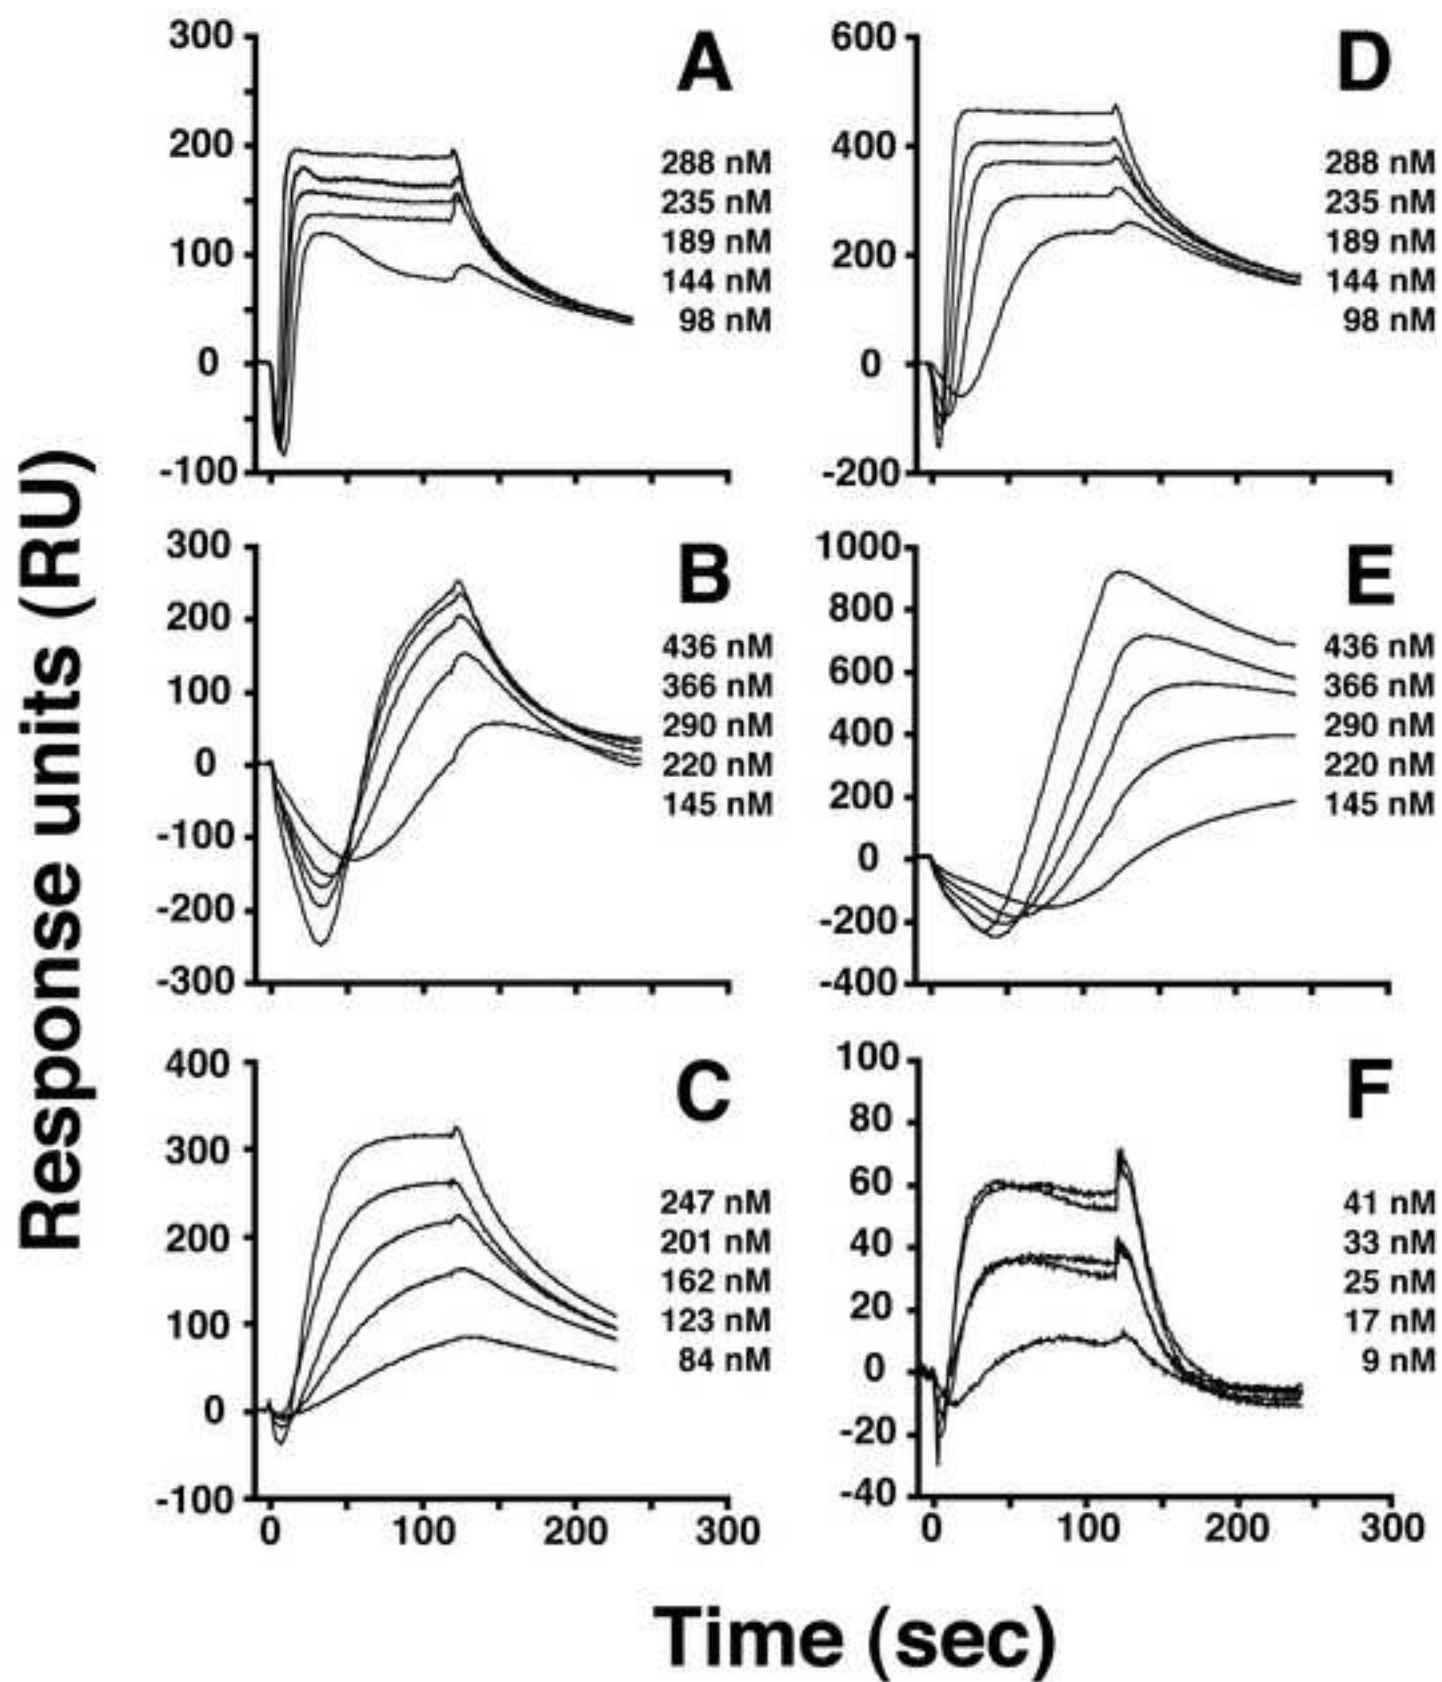 Response units (RU)
A
300
200
100
0
-100
288 nM
235 nM
189 nM
144 nM
98 nM
D
600
400
200
0
-200
288 nM
235 nM
189 nM
144 nM
98 nM
B
300
200
100
0
-100
-200
-300
436 nM
366 nM
290 nM
220 nM
145 nM
E
1000
800
600
400
200
0
-200
-400
436 nM
366 nM
290 nM
220 nM
145 nM
C
400
300
200
100
0
-100
247 nM
201 nM
162 nM
123 nM
84 nM
0 100 200 300
F
100
80
60
40
20
0
-20
-40
41 nM
33 nM
25 nM
17 nM
9 nM
0 100 200 300
Time (sec)